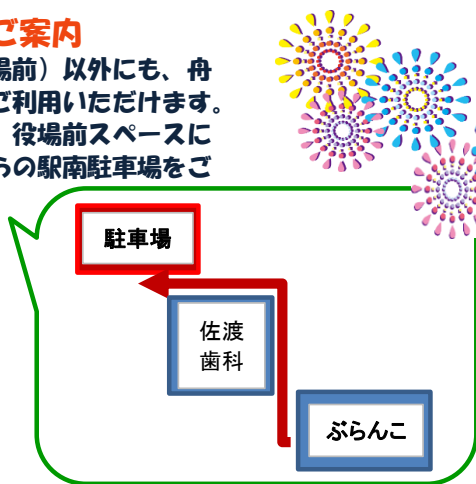 ご案内
場前）以外にも、舟
ご利用いただけます。
役場前スペースに
らの駅南駐車場をご
駐車場
佐渡
歯科
ぶらんこ